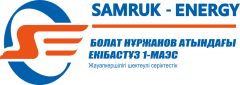 SAMRUK - ENERGY
БОЛАТ НҰРЖАНОВ АТЫНДАҒЫ
ЕКІБАСТҰЗ 1-МАЭС
Жауапкершілігі шектеулі серіктестік